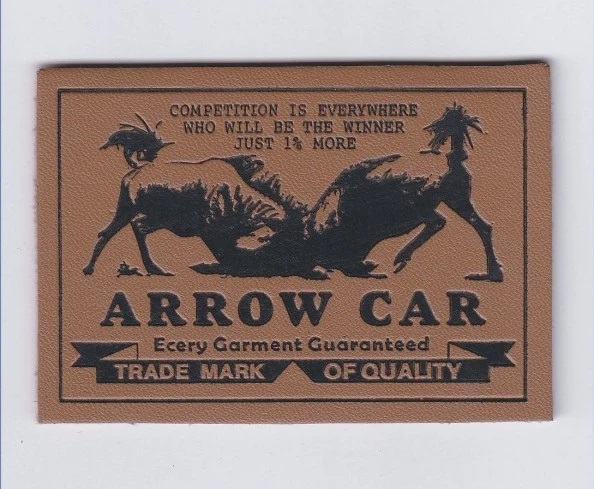 COMPETITION IS EVERYWHERE
WHO WILL BE THE WINNER
JUST 1% MORE
ARROW CAR
Ecery Garment Guaranteed
TRADE MARK OF QUALITY